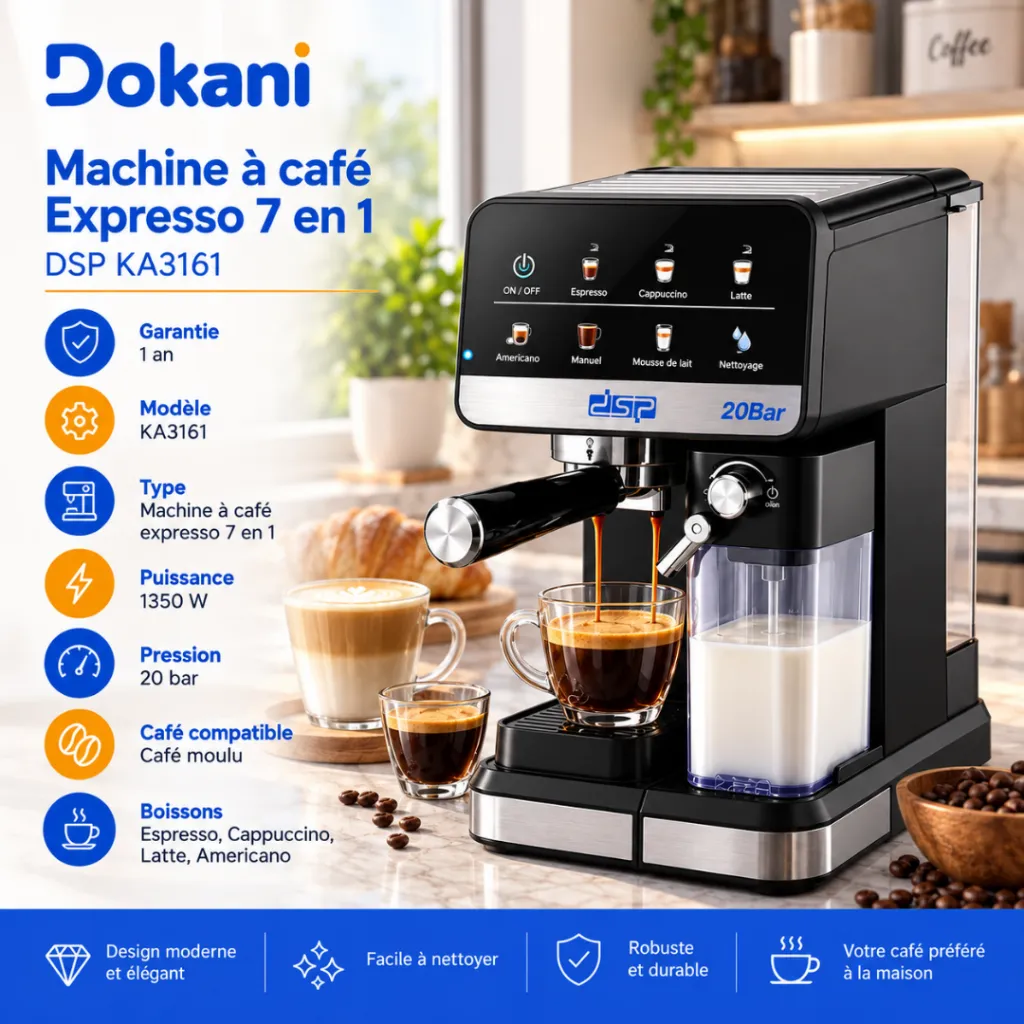 Dokani
Machine à café
Expresso 7 en 1
DSP KA3161
Garantie
1 an
Modèle
KA3161
Type
Machine à café
expresso 7 en 1
Puissance
1350 W
Pression
20 bar
Café compatible
Café moulu
Boissons
Espresso, Cappuccino,
Latte, Americano
Coffee
ON / OFF
Espresso
Cappuccino
Latte
Americano
Manuel
Mousse de lait
Nettoyage
dsp
20Bar
Design moderne
et élégant
Facile à nettoyer
Robuste
et durable
Votre café préféré
à la maison